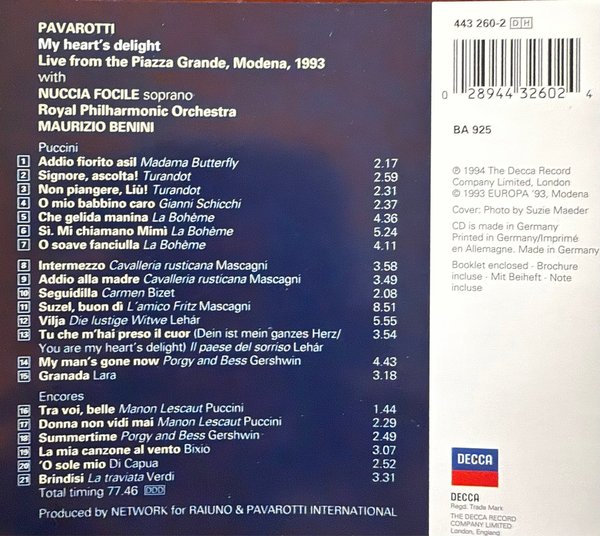 PAVAROTTI
My heart's delight
Live from the Piazza Grande, Modena, 1993
with
NUCCIA FOCILE soprano
Royal Philharmonic Orchestra
MAURIZIO BENINI
Puccini
1 Addio fiorito asil Madama Butterfly 2.17
2 Signore, ascolta! Turandot 2.59
3 Non piangere, Liù! Turandot 2.31
4 O mio babbino caro Gianni Schicchi 2.37
5 Che gelida manina La Bohème 4.36
6 Sì. Mi chiamano Mimì La Bohème 5.24
7 O soave fanciulla La Bohème 4.11
8 Intermezzo Cavalleria rusticana Mascagni 3.58
9 Addio alla madre Cavalleria rusticana Mascagni 3.49
10 Seguidilla Carmen Bizet 2.08
11 Suzel, buon dì L'amico Fritz Mascagni 8.51
12 Vilja Die lustige Witwe Lehár 5.55
13 Tu che m'hai preso il cuor (Dein ist mein ganzes Herz/ 3.54
You are my heart's delight) Il paese del sorriso Lehár
14 My man's gone now Porgy and Bess Gershwin 4.43
15 Granada Lara 3.18
Encores
16 Tra voi, belle Manon Lescaut Puccini 1.44
17 Donna non vidi mai Manon Lescaut Puccini 2.29
18 Summertime Porgy and Bess Gershwin 2.49
19 La mia canzone al vento Bixio 3.07
20 'O sole mio Di Capua 2.52
21 Brindisi La traviata Verdi 3.31
Total timing 77.46 DDD
Produced by NETWORK for RAIUNO & PAVAROTTI INTERNATIONAL
443 260-2 DH
0 28944 32602 4
BA 925
℗ 1994 The Decca Record
Company Limited, London
© 1993 EUROPA '93, Modena
Cover: Photo by Suzie Maeder
CD is made in Germany
Printed in Germany/Imprimé
en Allemagne. Made in Germany
Booklet enclosed · Brochure
incluse · Mit Beiheft · Note
incluse
DECCA
DECCA
Regd. Trade Mark
THE DECCA RECORD
COMPANY LIMITED
London, England